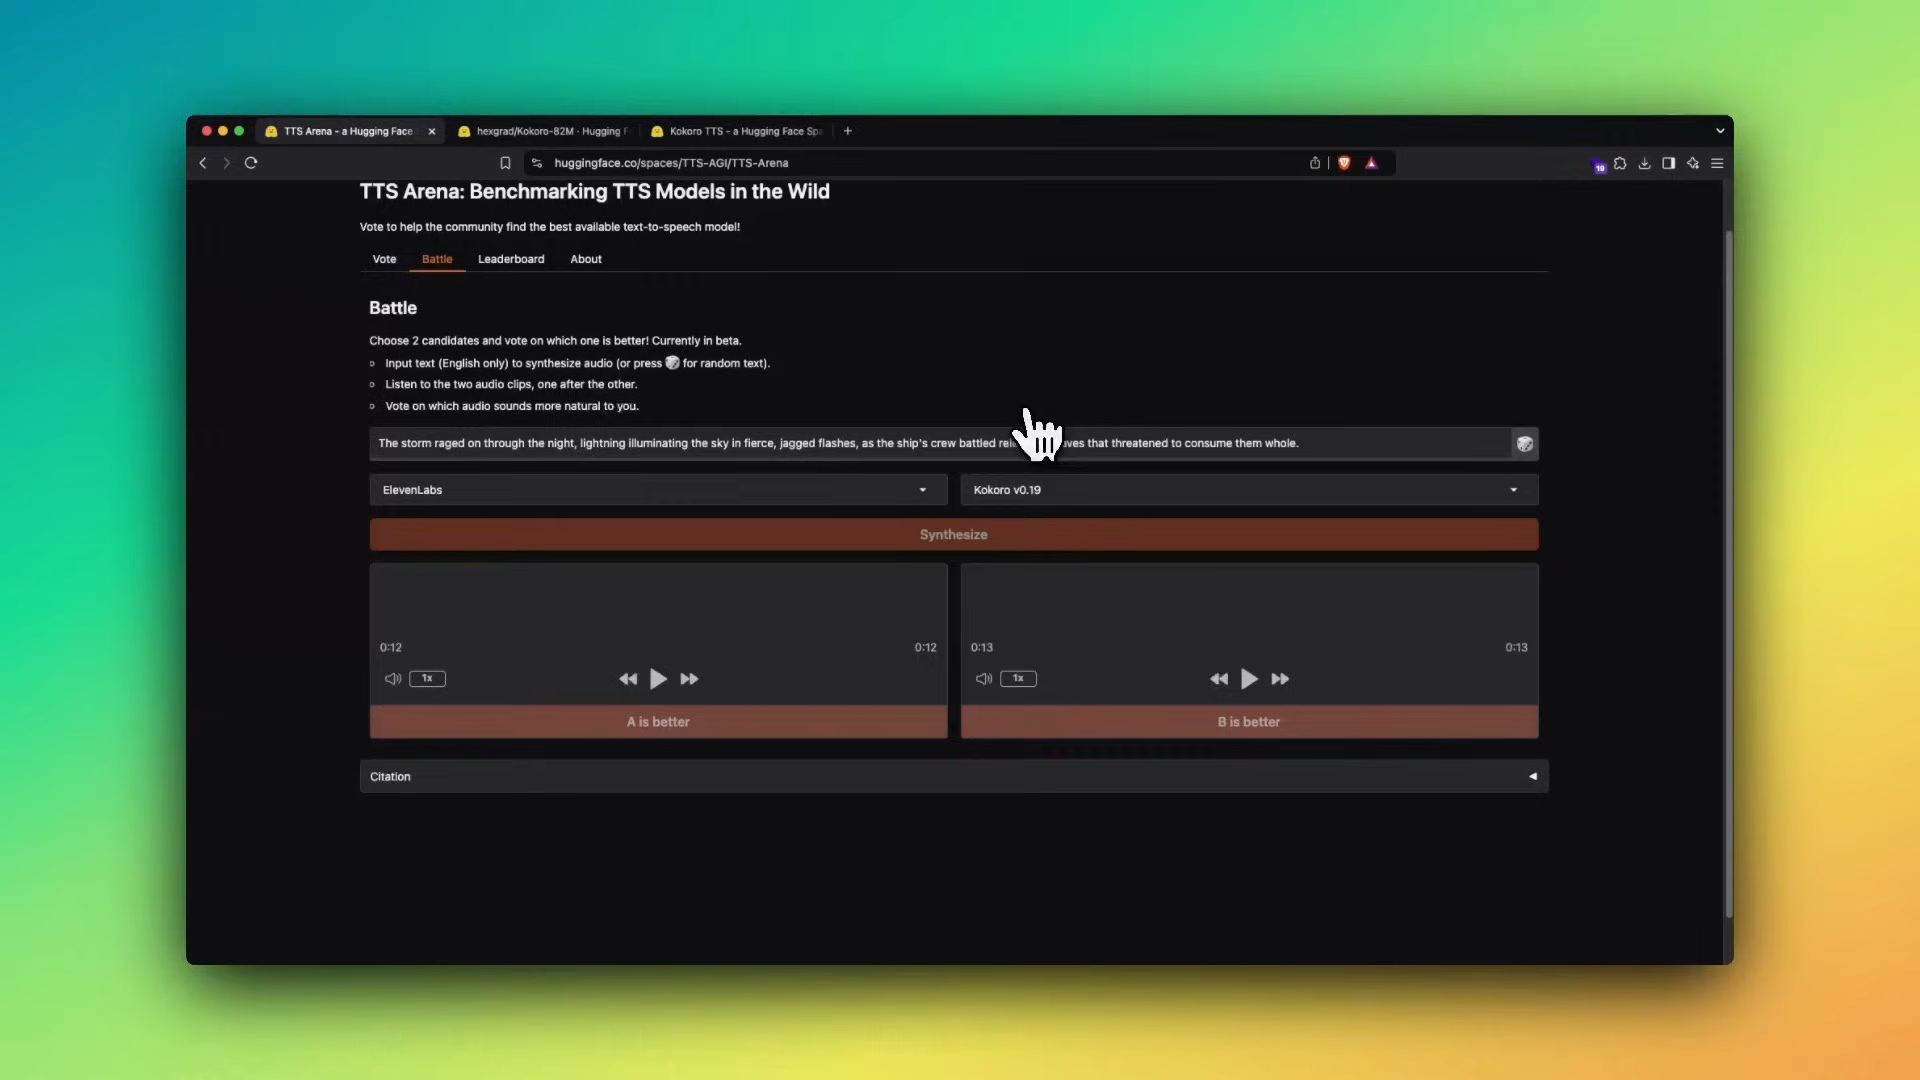 TTS Arena - a Hugging Face
hexgrad/Kokoro-82M · Hugging F
Kokoro TTS - a Hugging Face Spa
huggingface.co/spaces/TTS-AGI/TTS-Arena
19
TTS Arena: Benchmarking TTS Models in the Wild
Vote to help the community find the best available text-to-speech model!
Vote Battle Leaderboard About
Battle
Choose 2 candidates and vote on which one is better! Currently in beta.
Input text (English only) to synthesize audio (or press 🎲 for random text).
Listen to the two audio clips, one after the other.
Vote on which audio sounds more natural to you.
The storm raged on through the night, lightning illuminating the sky in fierce, jagged flashes, as the ship's crew battled that threatened to consume them whole.
ElevenLabs
Kokoro v0.19
Synthesize
0:12 0:12
1x
A is better
0:13 0:13
1x
B is better
Citation